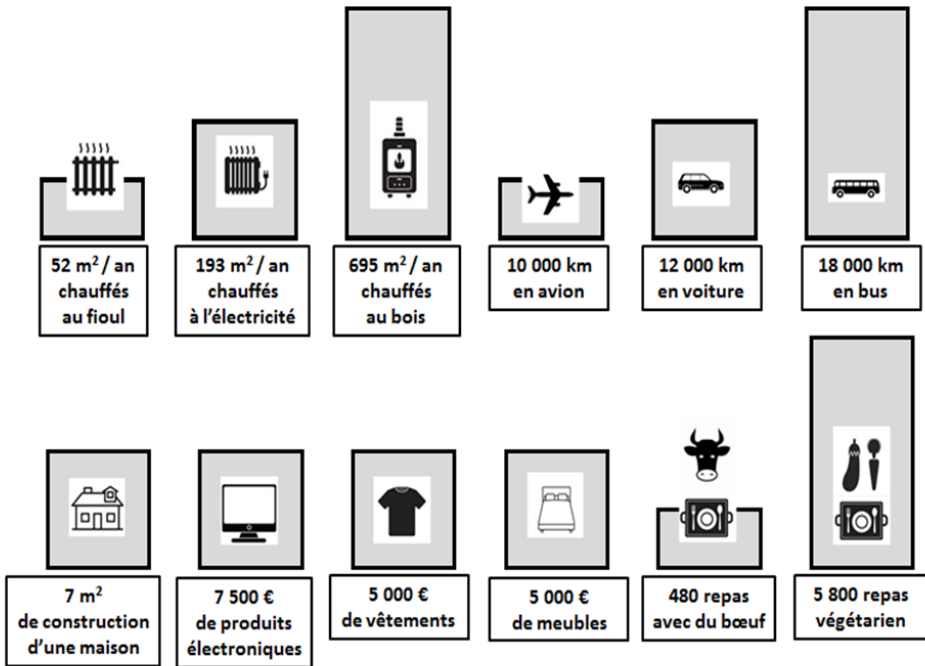 52 m² / an
chauffés
au fioul
193 m² / an
chauffés
à l’électricité
695 m² / an
chauffés
au bois
10 000 km
en avion
12 000 km
en voiture
18 000 km
en bus
7 m²
de construction
d’une maison
7 500 €
de produits
électroniques
5 000 €
de vêtements
5 000 €
de meubles
480 repas
avec du bœuf
5 800 repas
végétarien